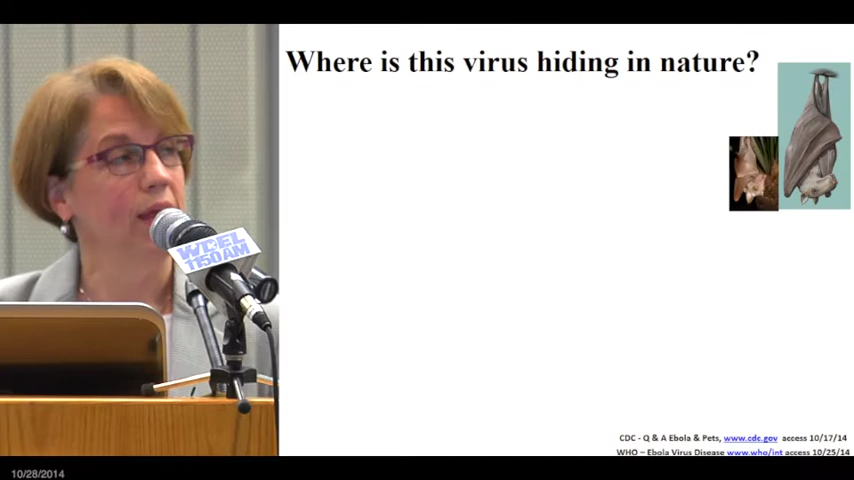 Where is this virus hiding in nature?
WDEL
1150AM
CDC - Q & A Ebola & Pets, www.cdc.gov access 10/17/14
WHO – Ebola Virus Disease www.who/int access 10/25/14
10/28/2014